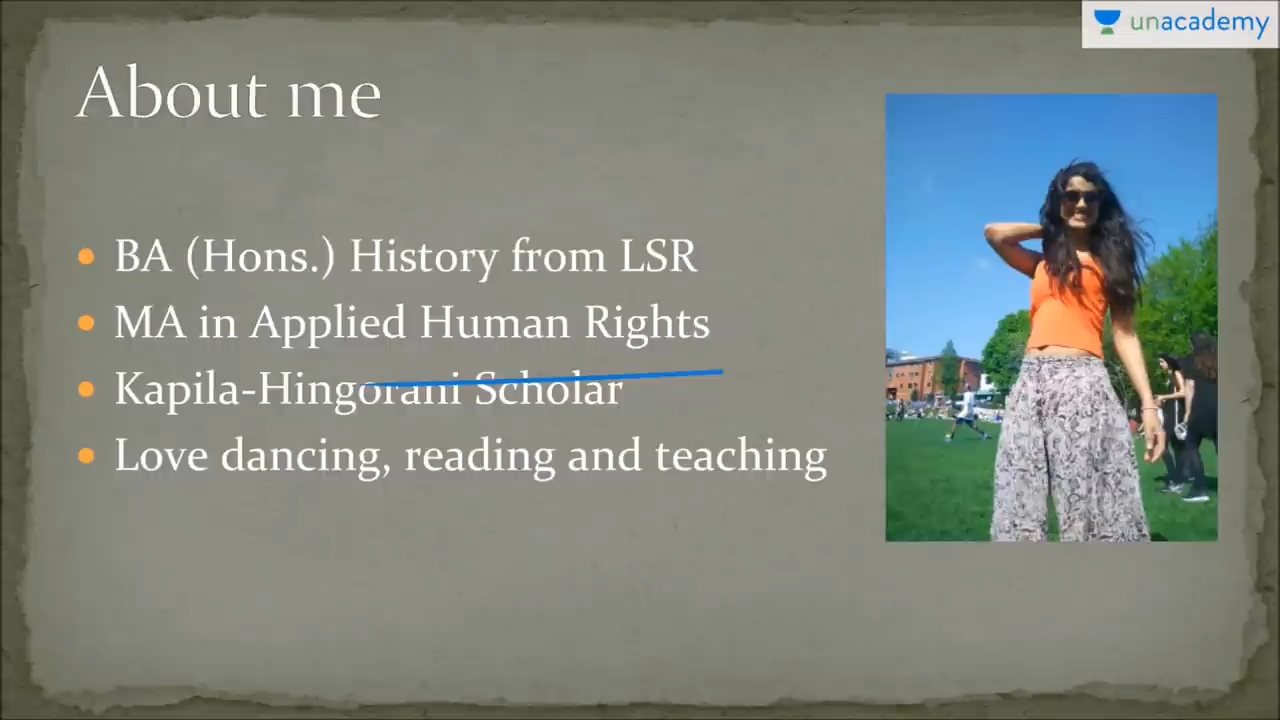 unacademy
About me
BA (Hons.) History from LSR
MA in Applied Human Rights
Kapila-Hingorani Scholar
Love dancing, reading and teaching